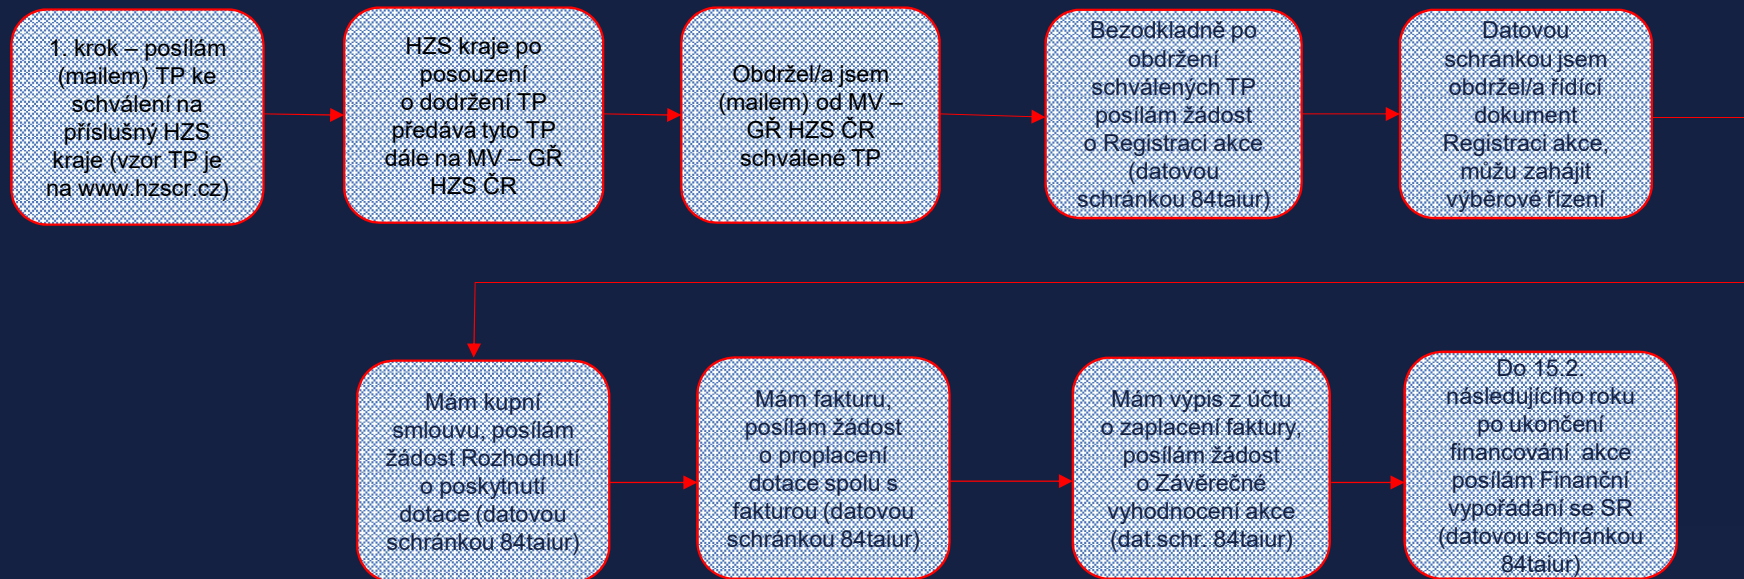 1. krok – posílám
(mailem) TP ke
schválení na
příslušný HZS
kraje (vzor TP je
na www.hzscr.cz)
HZS kraje po
posouzení
o dodržení TP
předává tyto TP
dále na MV – GŘ
HZS ČR
Obdržel/a jsem
(mailem) od MV –
GŘ HZS ČR
schválené TP
Bezodkladně po
obdržení
schválených TP
posílám žádost
o Registraci akce
(datovou
schránkou 84taiur)
Datovou
schránkou jsem
obdržel/a řídící
dokument
Registraci akce,
můžu zahájit
výběrové řízení
Mám kupní
smlouvu, posílám
žádost Rozhodnutí
o poskytnutí
dotace (datovou
schránkou 84taiur)
Mám fakturu,
posílám žádost
o proplacení
dotace spolu s
fakturou (datovou
schránkou 84taiur)
Mám výpis z účtu
o zaplacení faktury,
posílám žádost
o Závěrečné
vyhodnocení akce
(dat.schr. 84taiur)
Do 15.2.
následujícího roku
po ukončení
financování akce
posílám Finanční
vypořádání se SR
(datovou schránkou
84taiur)